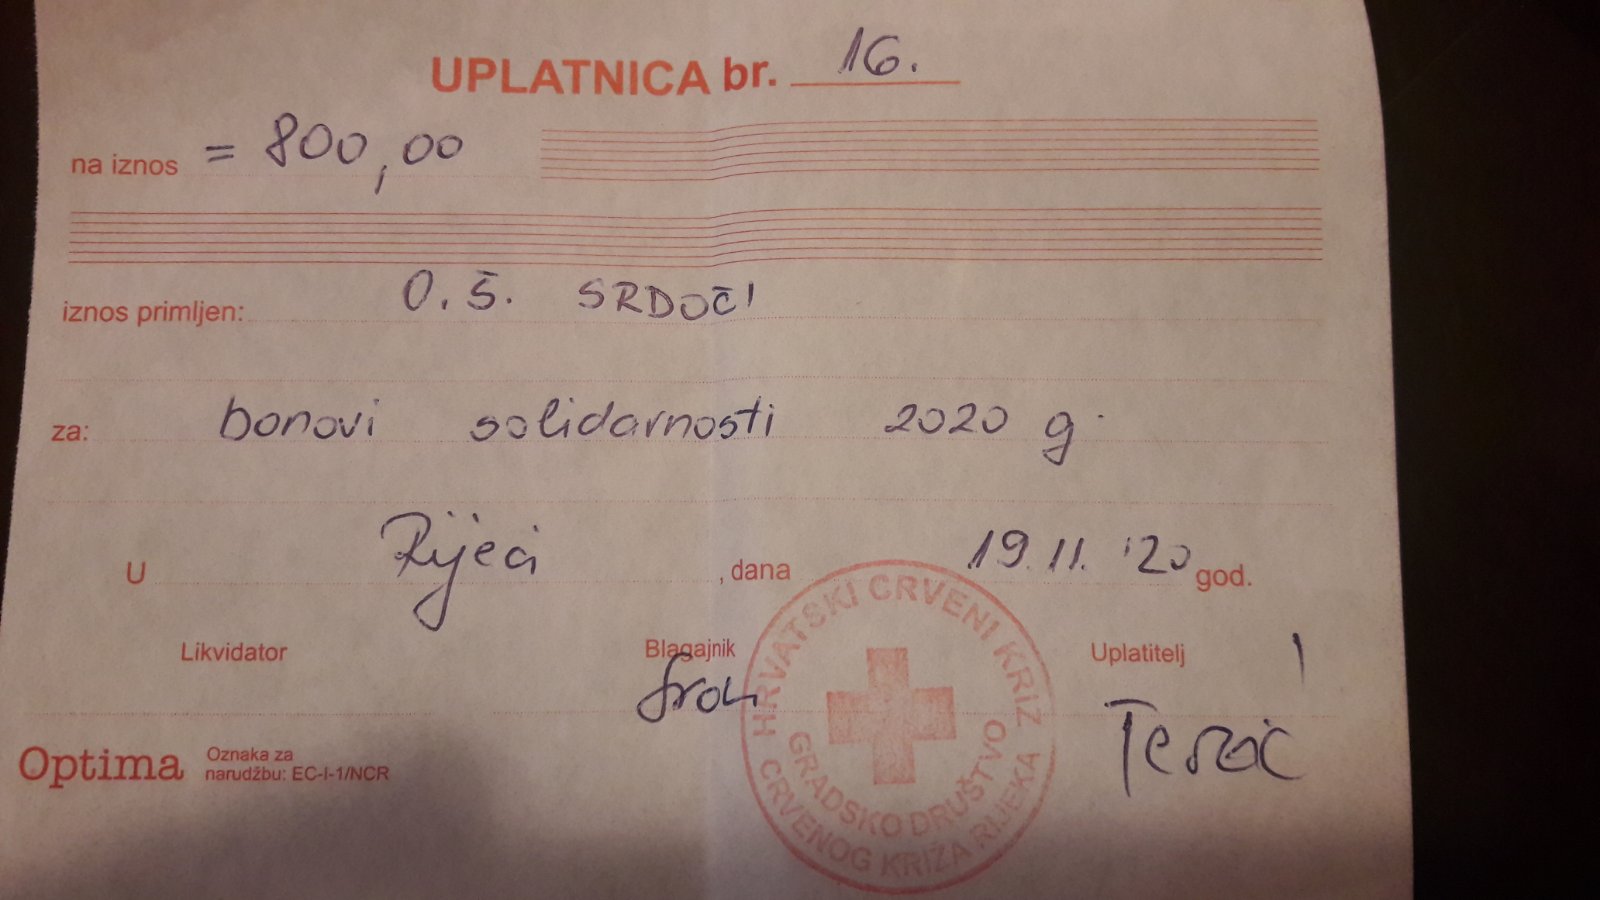 UPLATNICA br. 16.
na iznos = 800,00
iznos primljen: O.Š. SRDOČI
za: bonovi solidarnosti 2020 g.
U Rijeci, dana 19.11. '20 god.
Likvidator Blagajnik Uplatitelj
HRVATSKI CRVENI KRIŽ
GRADSKO DRUŠTVO
CRVENOG KRIŽA RIJEKA
Optima Oznaka za
narudžbu: EC-I-1/NCR